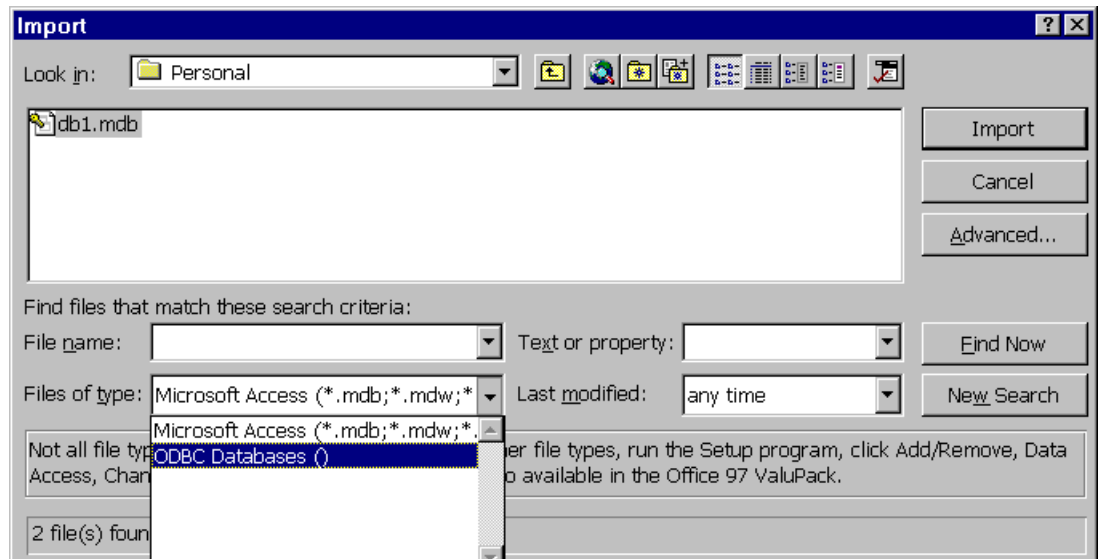 Import
Look in: Personal
db1.mdb
Import
Cancel
Advanced...
Find files that match these search criteria:
File name: Text or property: Find Now
Files of type: Microsoft Access (*.mdb;*.mdw;* Last modified: any time New Search
Microsoft Access (*.mdb;*.mdw;*.
ODBC Databases ()
Not all file typ er file types, run the Setup program, click Add/Remove, Data
Access, Chan o available in the Office 97 ValuPack.
2 file(s) foun